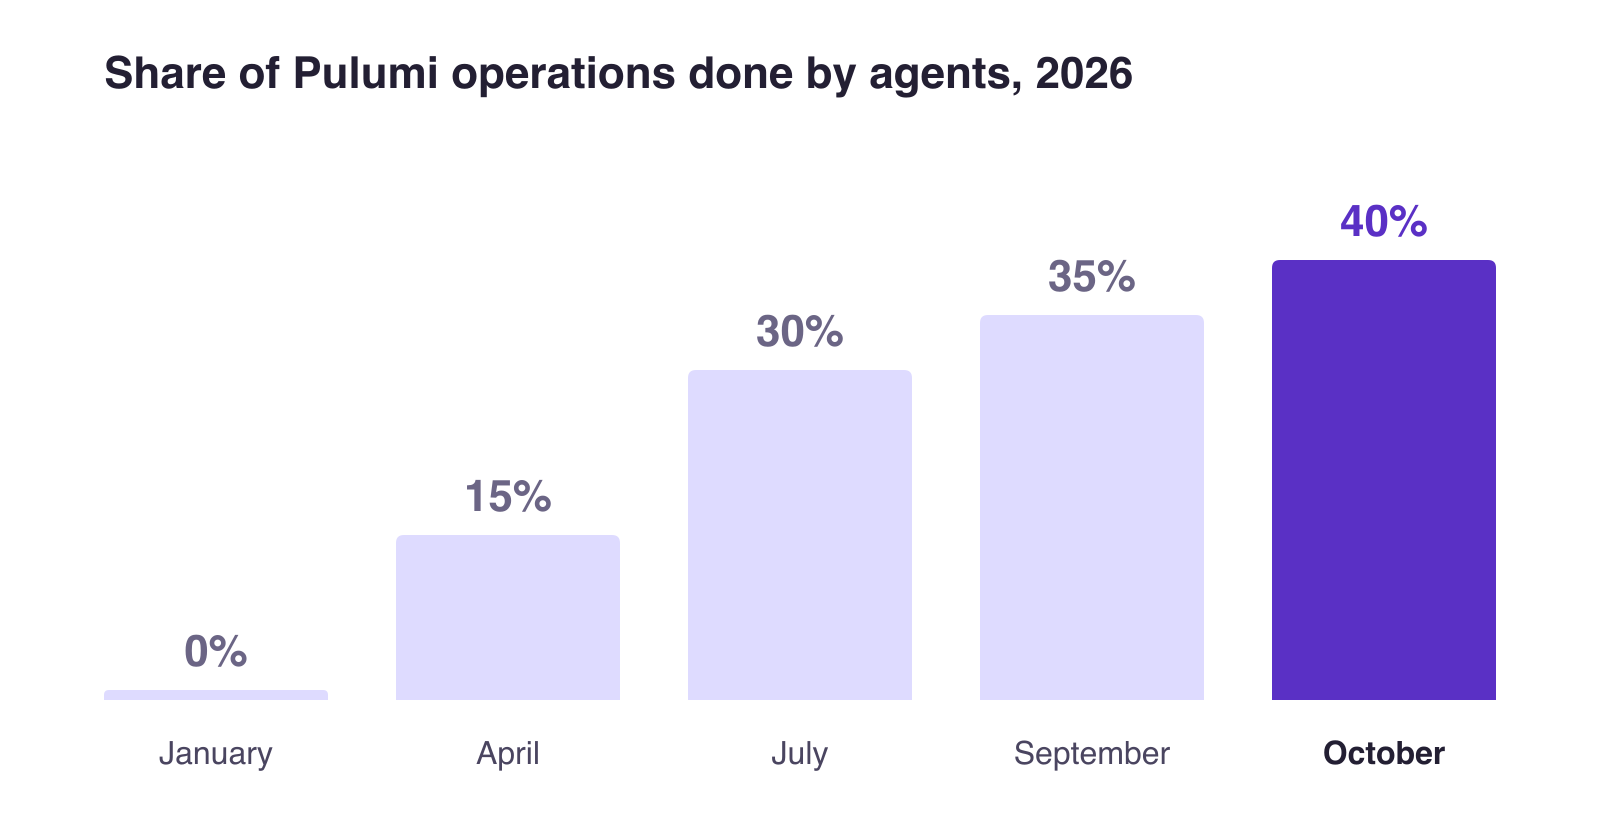 Share of Pulumi operations done by agents, 2026
0%
15%
30%
35%
40%
January
April
July
September
October